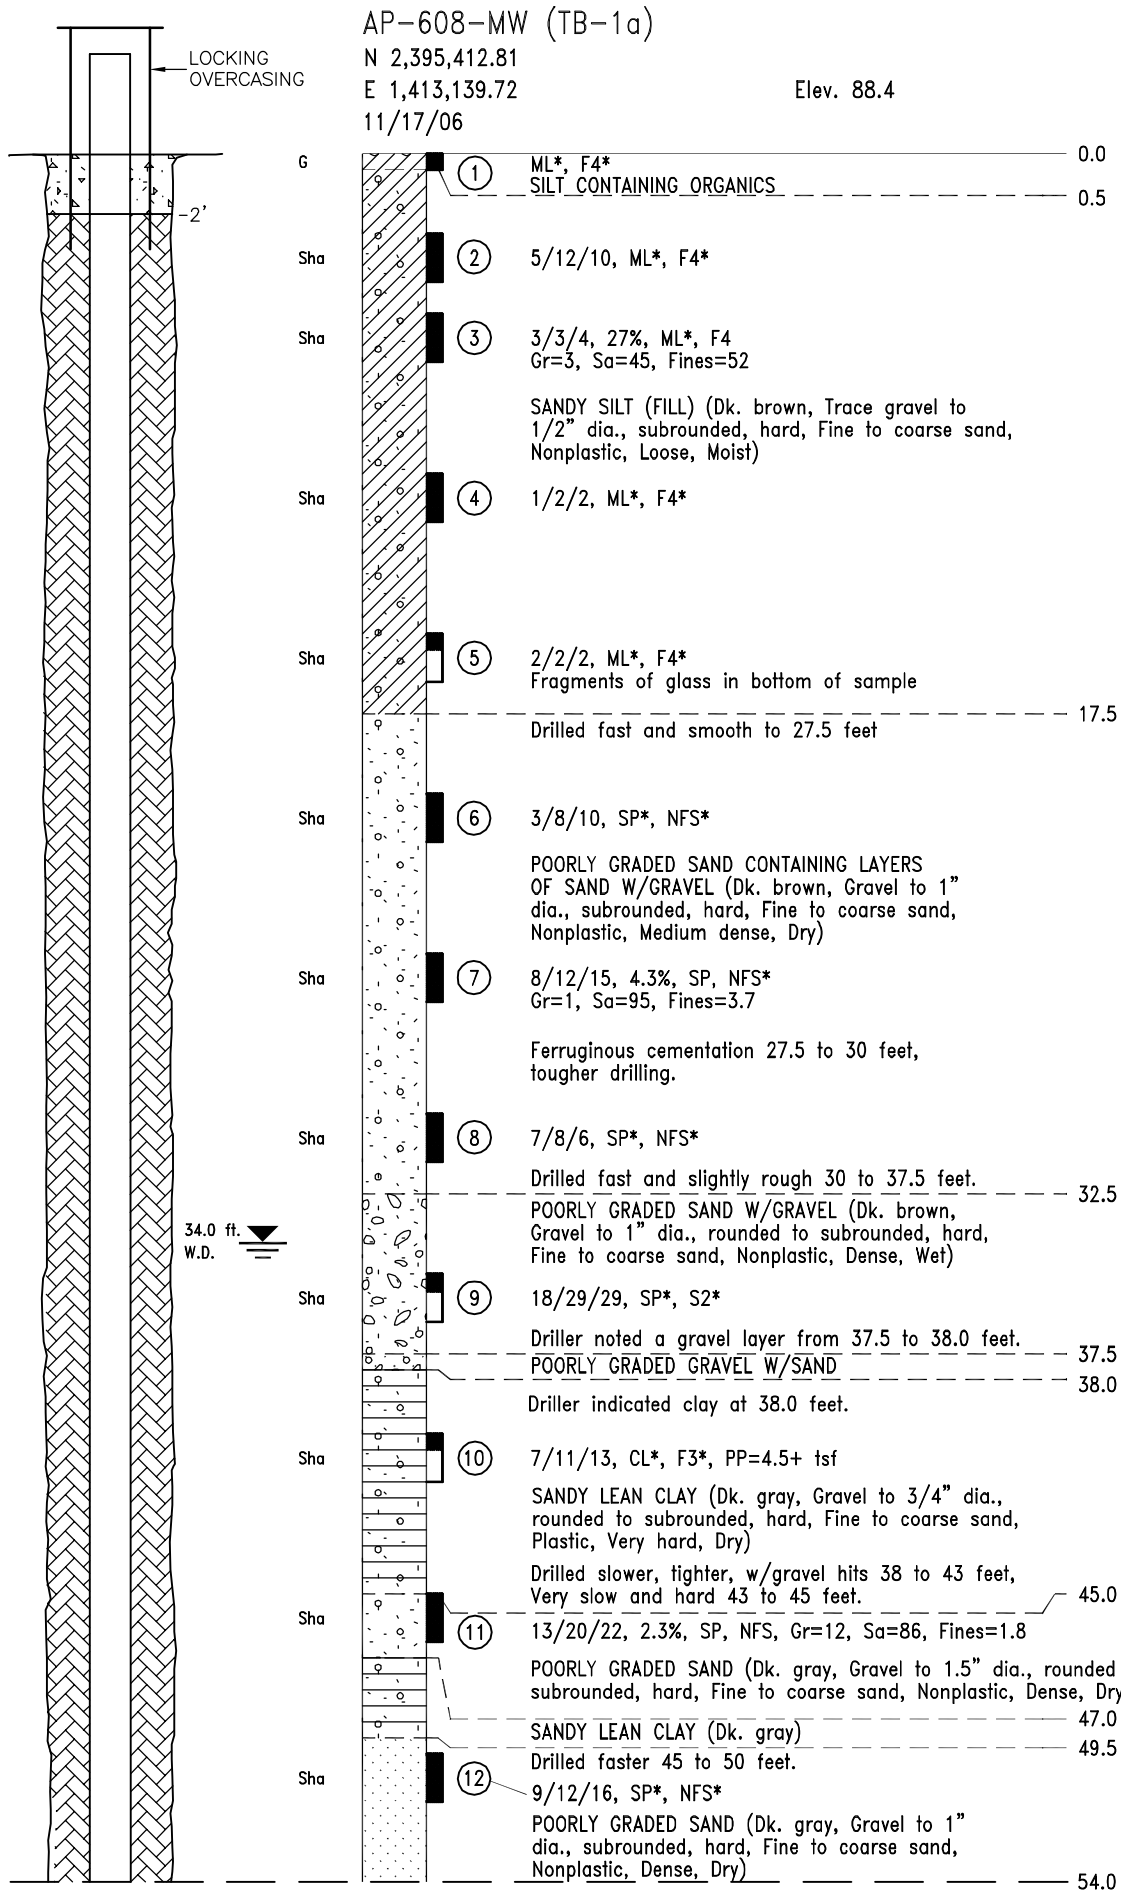 AP-608-MW (TB-1a)
N 2,395,412.81
E 1,413,139.72 Elev. 88.4
11/17/06
LOCKING
OVERCASING
-2'
G 1 ML*, F4* 0.0
SILT CONTAINING ORGANICS 0.5
Sha 2 5/12/10, ML*, F4*
Sha 3 3/3/4, 27%, ML*, F4
Gr=3, Sa=45, Fines=52
SANDY SILT (FILL) (Dk. brown, Trace gravel to
1/2" dia., subrounded, hard, Fine to coarse sand,
Nonplastic, Loose, Moist)
Sha 4 1/2/2, ML*, F4*
Sha 5 2/2/2, ML*, F4*
Fragments of glass in bottom of sample
17.5
Drilled fast and smooth to 27.5 feet
Sha 6 3/8/10, SP*, NFS*
POORLY GRADED SAND CONTAINING LAYERS
OF SAND W/GRAVEL (Dk. brown, Gravel to 1"
dia., subrounded, hard, Fine to coarse sand,
Nonplastic, Medium dense, Dry)
Sha 7 8/12/15, 4.3%, SP, NFS*
Gr=1, Sa=95, Fines=3.7
Ferruginous cementation 27.5 to 30 feet,
tougher drilling.
Sha 8 7/8/6, SP*, NFS*
Drilled fast and slightly rough 30 to 37.5 feet.
32.5
POORLY GRADED SAND W/GRAVEL (Dk. brown,
Gravel to 1" dia., rounded to subrounded, hard,
Fine to coarse sand, Nonplastic, Dense, Wet)
34.0 ft.
W.D.
Sha 9 18/29/29, SP*, S2*
Driller noted a gravel layer from 37.5 to 38.0 feet.
37.5
POORLY GRADED GRAVEL W/SAND
38.0
Driller indicated clay at 38.0 feet.
Sha 10 7/11/13, CL*, F3*, PP=4.5+ tsf
SANDY LEAN CLAY (Dk. gray, Gravel to 3/4" dia.,
rounded to subrounded, hard, Fine to coarse sand,
Plastic, Very hard, Dry)
Drilled slower, tighter, w/gravel hits 38 to 43 feet,
Very slow and hard 43 to 45 feet. 45.0
Sha 11 13/20/22, 2.3%, SP, NFS, Gr=12, Sa=86, Fines=1.8
POORLY GRADED SAND (Dk. gray, Gravel to 1.5" dia., rounded
subrounded, hard, Fine to coarse sand, Nonplastic, Dense, Dry
47.0
SANDY LEAN CLAY (Dk. gray)
49.5
Drilled faster 45 to 50 feet.
Sha 12 9/12/16, SP*, NFS*
POORLY GRADED SAND (Dk. gray, Gravel to 1"
dia., subrounded, hard, Fine to coarse sand,
Nonplastic, Dense, Dry)
54.0